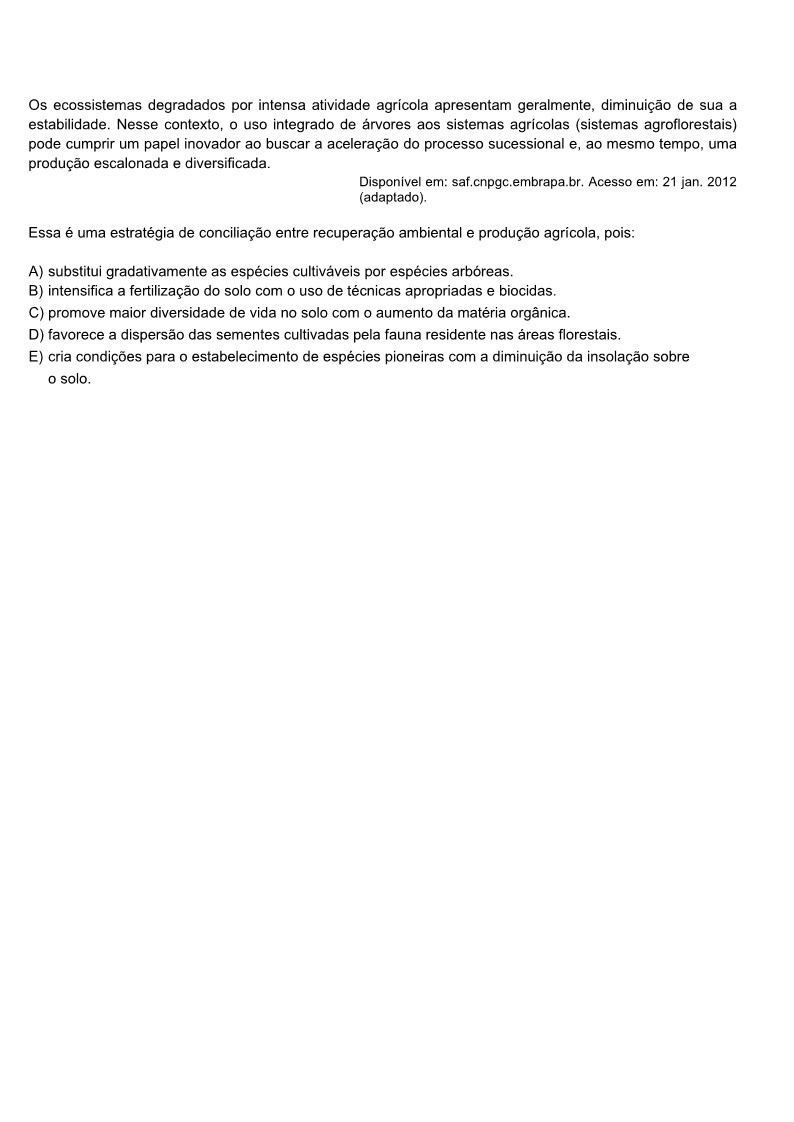 Os ecossistemas degradados por intensa atividade agrícola apresentam geralmente, diminuição de sua a
estabilidade. Nesse contexto, o uso integrado de árvores aos sistemas agrícolas (sistemas agroflorestais)
pode cumprir um papel inovador ao buscar a aceleração do processo sucessional e, ao mesmo tempo, uma
produção escalonada e diversificada.
Disponível em: saf.cnpgc.embrapa.br. Acesso em: 21 jan. 2012
(adaptado).
Essa é uma estratégia de conciliação entre recuperação ambiental e produção agrícola, pois:
A) substitui gradativamente as espécies cultiváveis por espécies arbóreas.
B) intensifica a fertilização do solo com o uso de técnicas apropriadas e biocidas.
C) promove maior diversidade de vida no solo com o aumento da matéria orgânica.
D) favorece a dispersão das sementes cultivadas pela fauna residente nas áreas florestais.
E) cria condições para o estabelecimento de espécies pioneiras com a diminuição da insolação sobre
o solo.